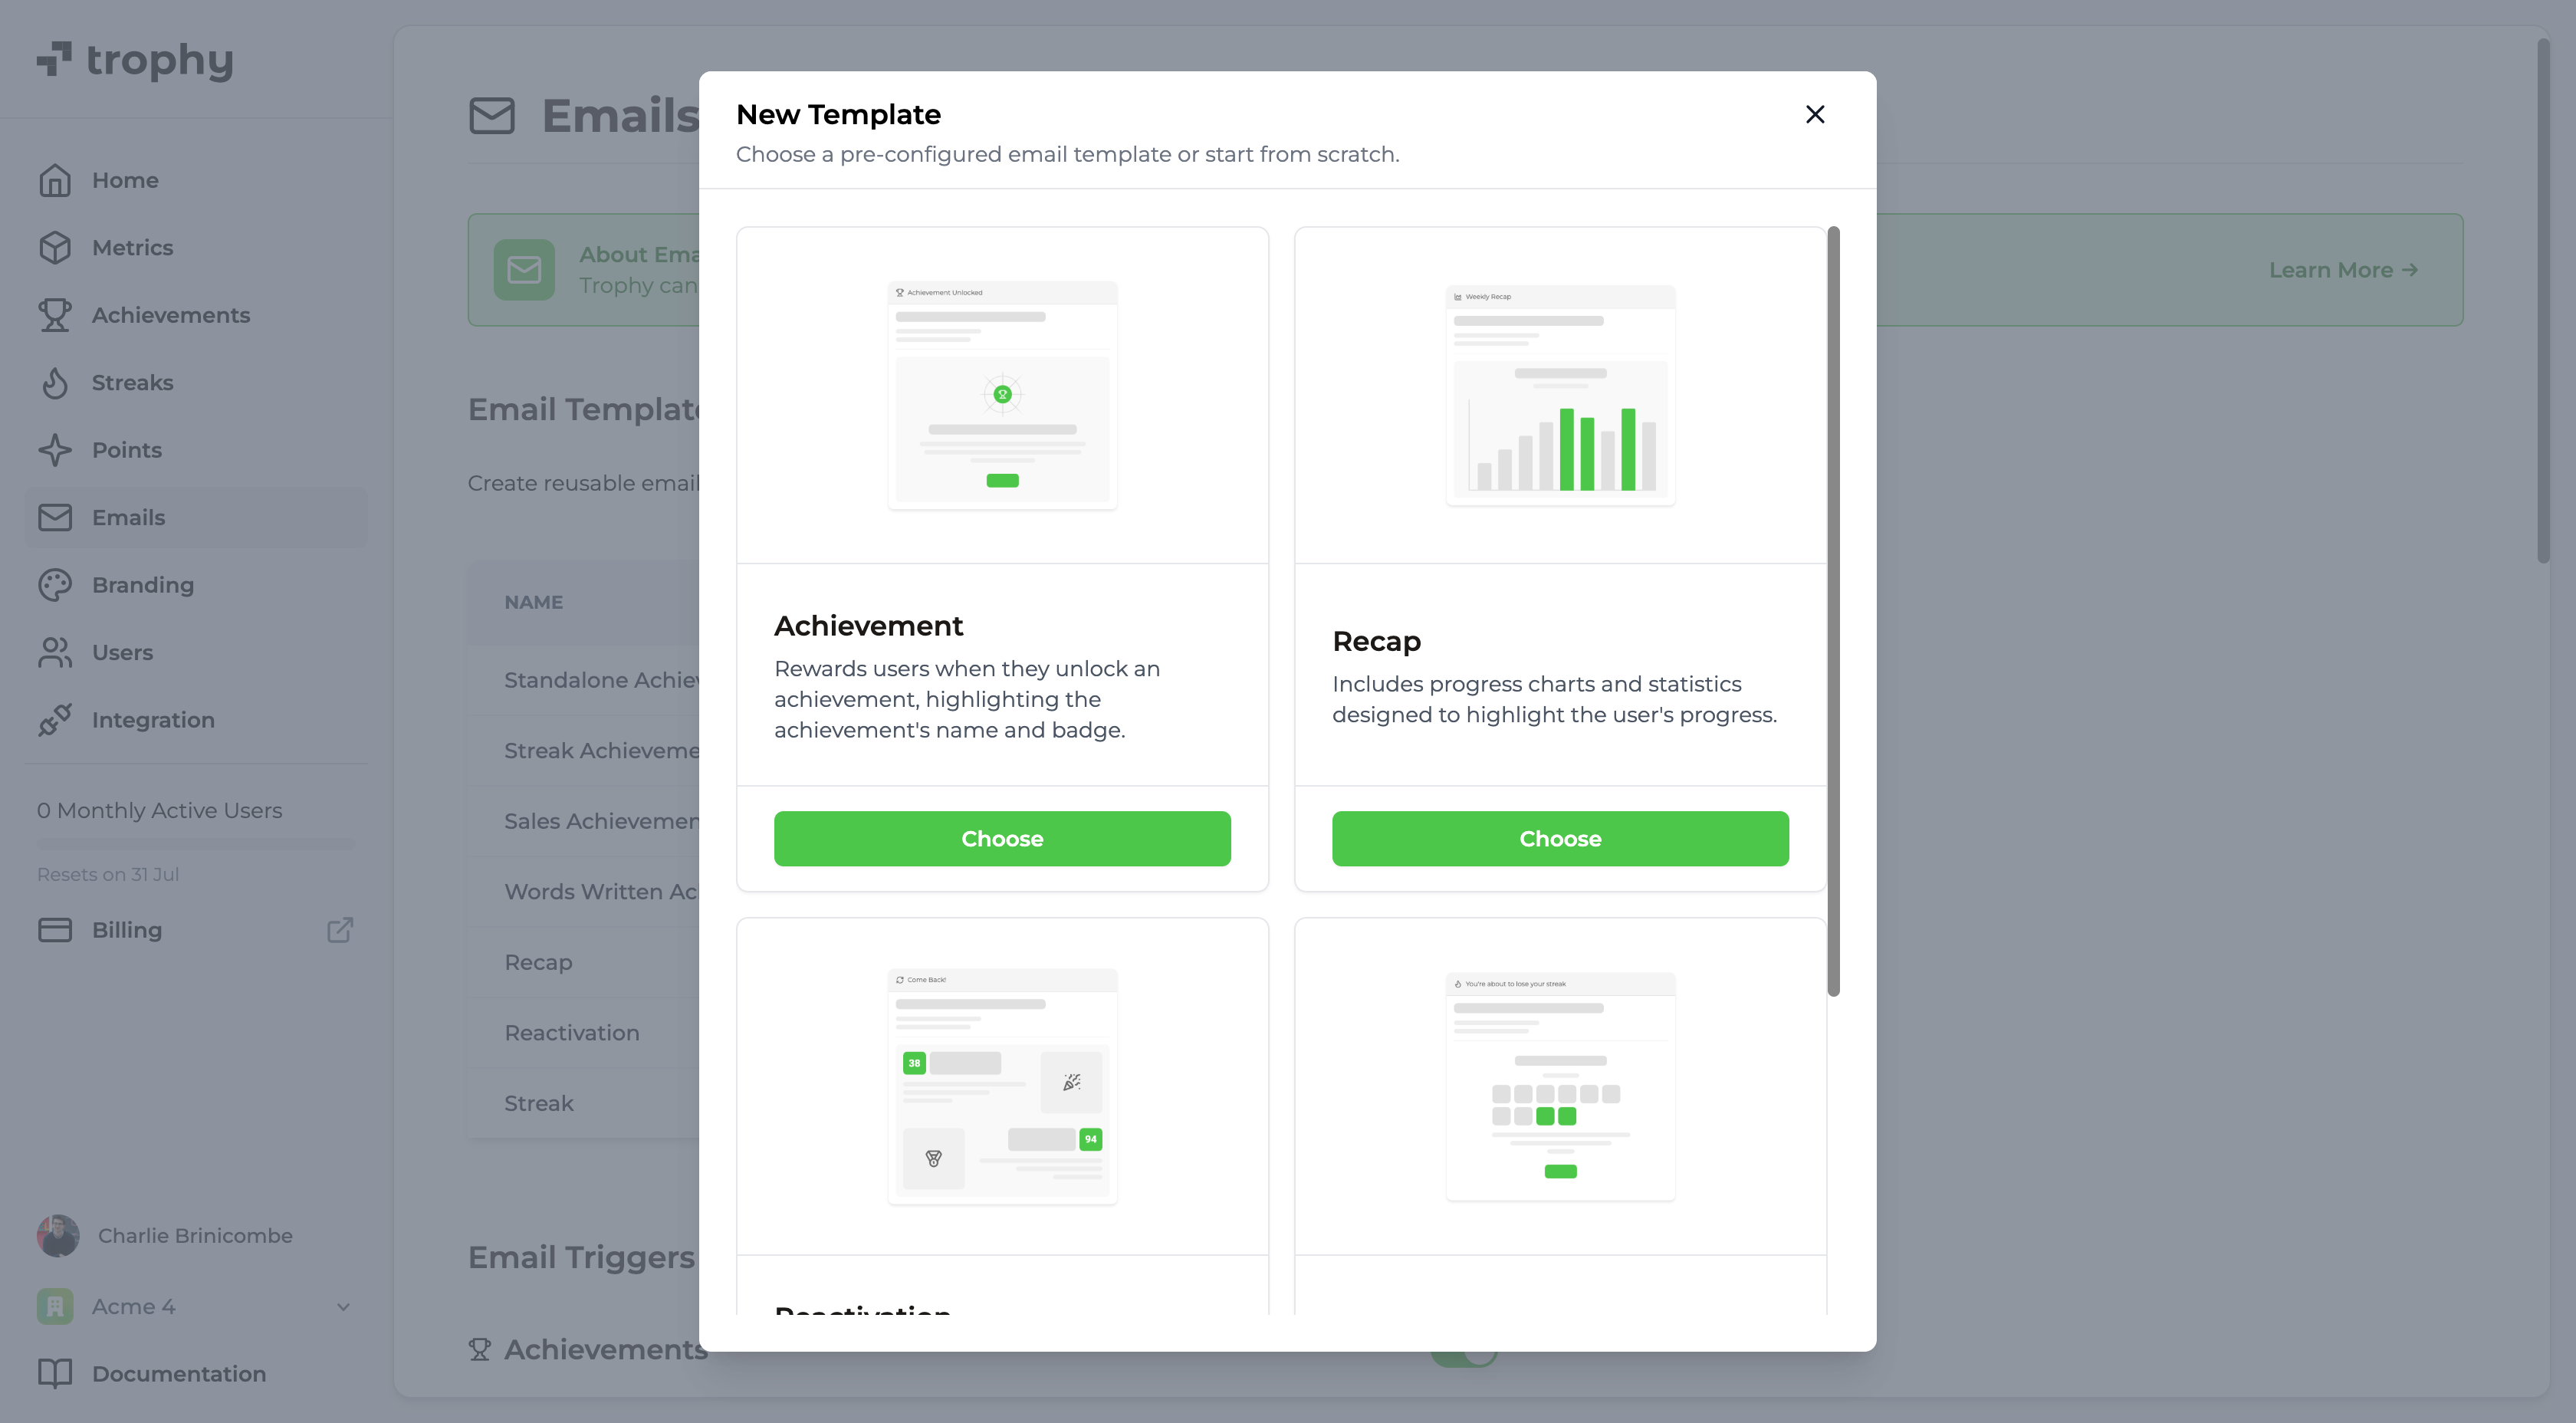 trophy
Home
Metrics
Achievements
Streaks
Points
Emails
Branding
Users
Integration
0 Monthly Active Users
Resets on 31 Jul
Billing
Charlie Brinicombe
Acme 4
Documentation
Emails
About Ema
Trophy can
Learn More →
Email Template
Create reusable email
NAME
Standalone Achiev
Streak Achieveme
Sales Achievemen
Words Written Ac
Recap
Reactivation
Streak
Email Triggers
Achievements
New Template
Choose a pre-configured email template or start from scratch.
Achievement Unlocked
Achievement
Rewards users when they unlock an
achievement, highlighting the
achievement's name and badge.
Choose
Weekly Recap
Recap
Includes progress charts and statistics
designed to highlight the user's progress.
Choose
Come Back!
38
94
Reactivation
You're about to lose your streak